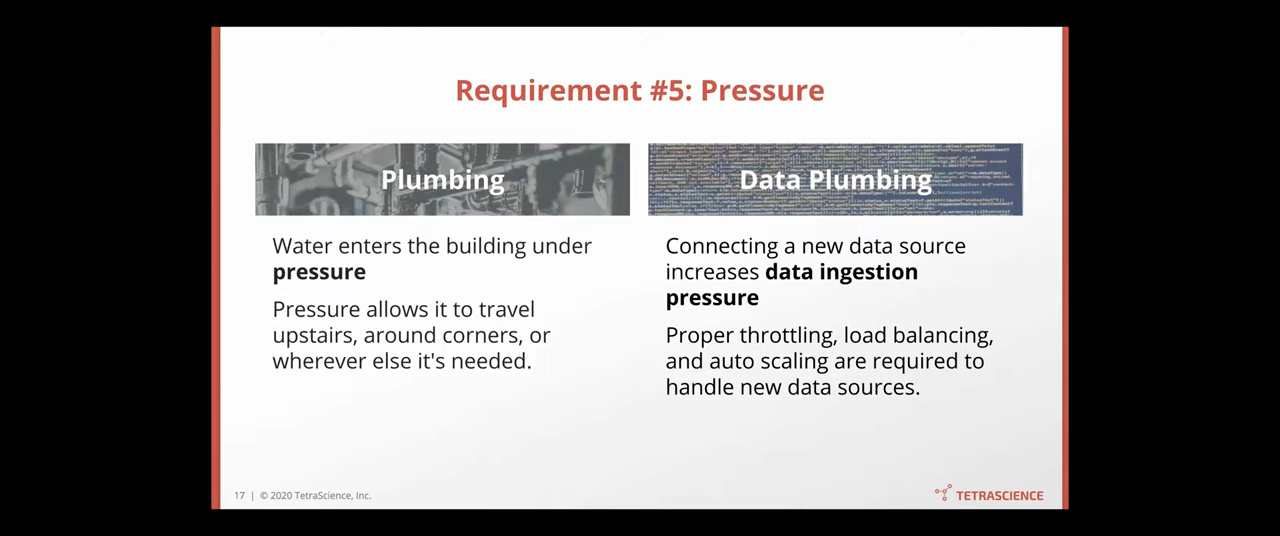 Requirement #5: Pressure
Plumbing
Water enters the building under
pressure
Pressure allows it to travel
upstairs, around corners, or
wherever else it's needed.
Data Plumbing
Connecting a new data source
increases data ingestion
pressure
Proper throttling, load balancing,
and auto scaling are required to
handle new data sources.
17 | © 2020 TetraScience, Inc.
TETRASCIENCE